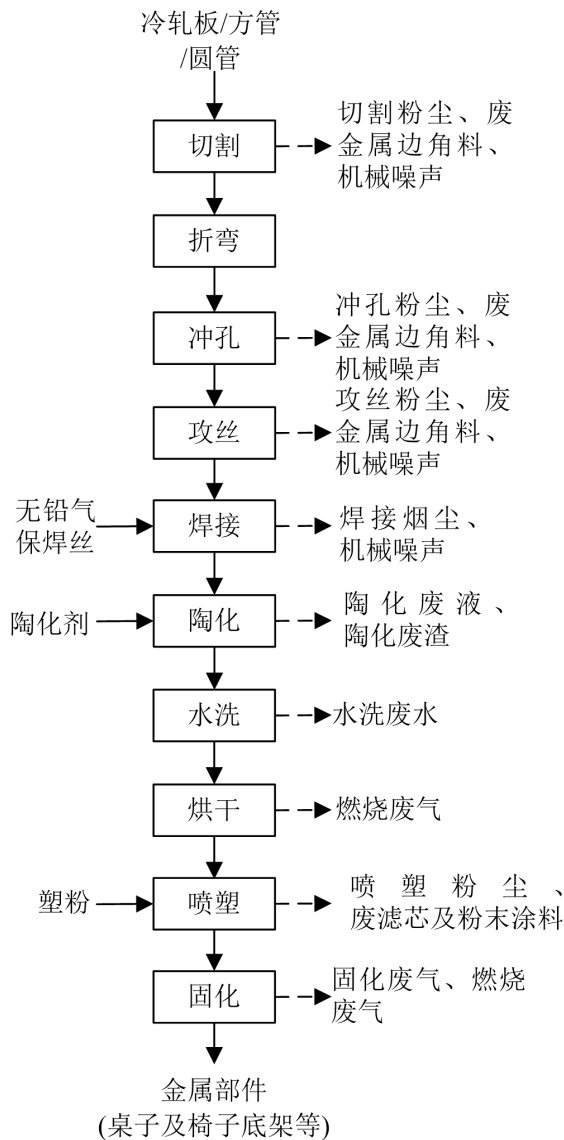 冷轧板/方管
/圆管
切割
切割粉尘、废
金属边角料、
机械噪声
折弯
冲孔
冲孔粉尘、废
金属边角料、
机械噪声
攻丝
攻丝粉尘、废
金属边角料、
机械噪声
无铅气
保焊丝
焊接
焊接烟尘、
机械噪声
陶化剂
陶化
陶化废液、
陶化废渣
水洗
水洗废水
烘干
燃烧废气
塑粉
喷塑
喷塑粉尘、
废滤芯及粉末涂料
固化
固化废气、燃烧
废气
金属部件
(桌子及椅子底架等)